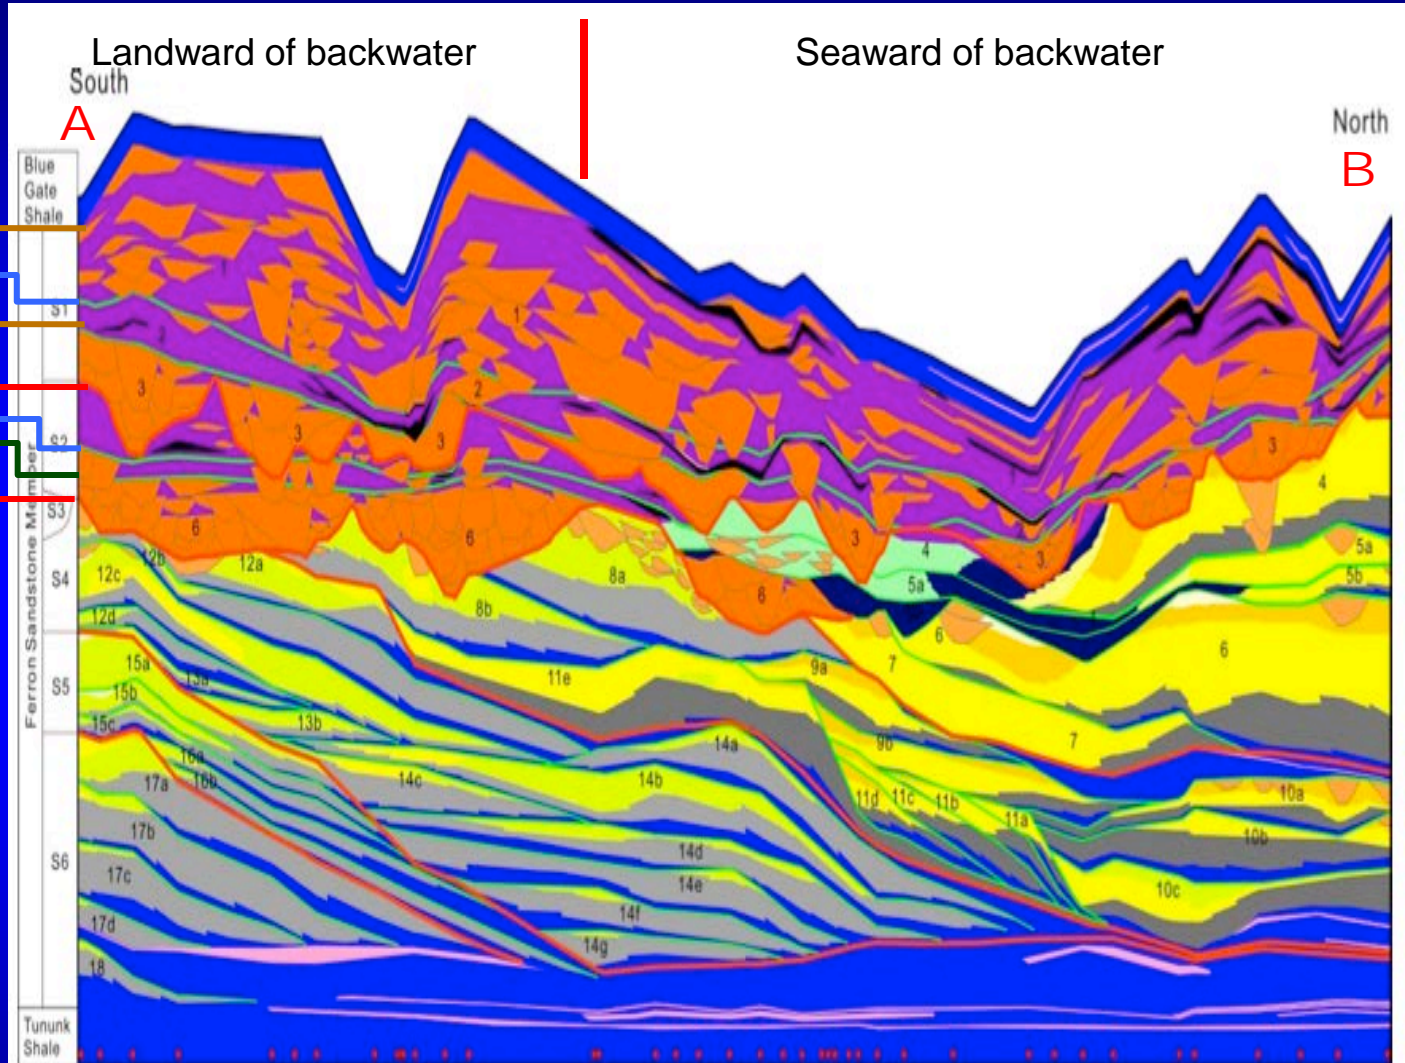 Landward of backwater
Seaward of backwater
South
North
A
B
Blue
Gate
Shale
Ferron Sandstone Member
S1
S2
S3
S4
S5
S6
Tununk
Shale
1
1
2
2
3
3
3
3
3
3
4
4
5a
5a
5b
6
6
6
6
6
7
7
8a
8b
9a
9b
10a
10b
10c
11a
11b
11c
11d
11e
12a
12b
12c
12d
13a
13b
14a
14b
14c
14d
14e
14f
14g
15a
15b
15c
16a
16b
17a
17b
17c
17d
18